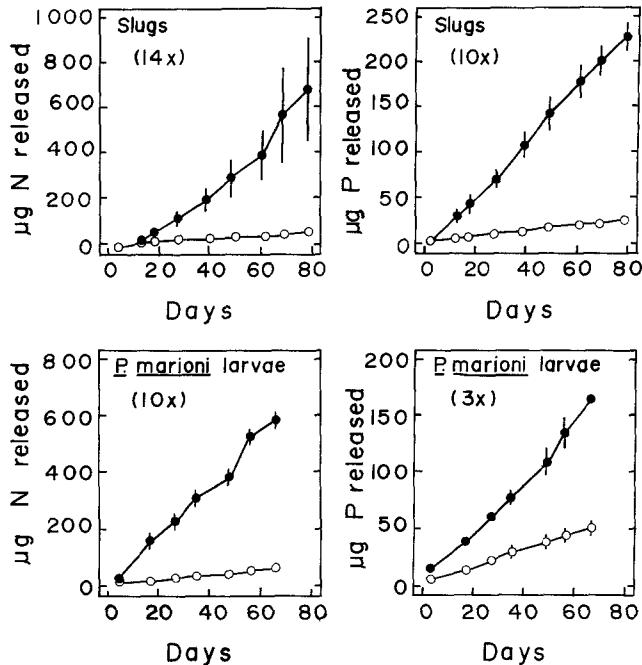 1 000
800
600
400
200
0
Slugs
(14x)
µg N released
0 20 40 60 80
Days
250
200
150
100
50
0
Slugs
(10x)
µg P released
0 20 40 60 80
Days
800
600
400
200
0
P. marioni larvae
(10x)
µg N released
0 20 40 60 80
Days
200
150
100
50
0
P. marioni larvae
(3x)
µg P released
0 20 40 60 80
Days